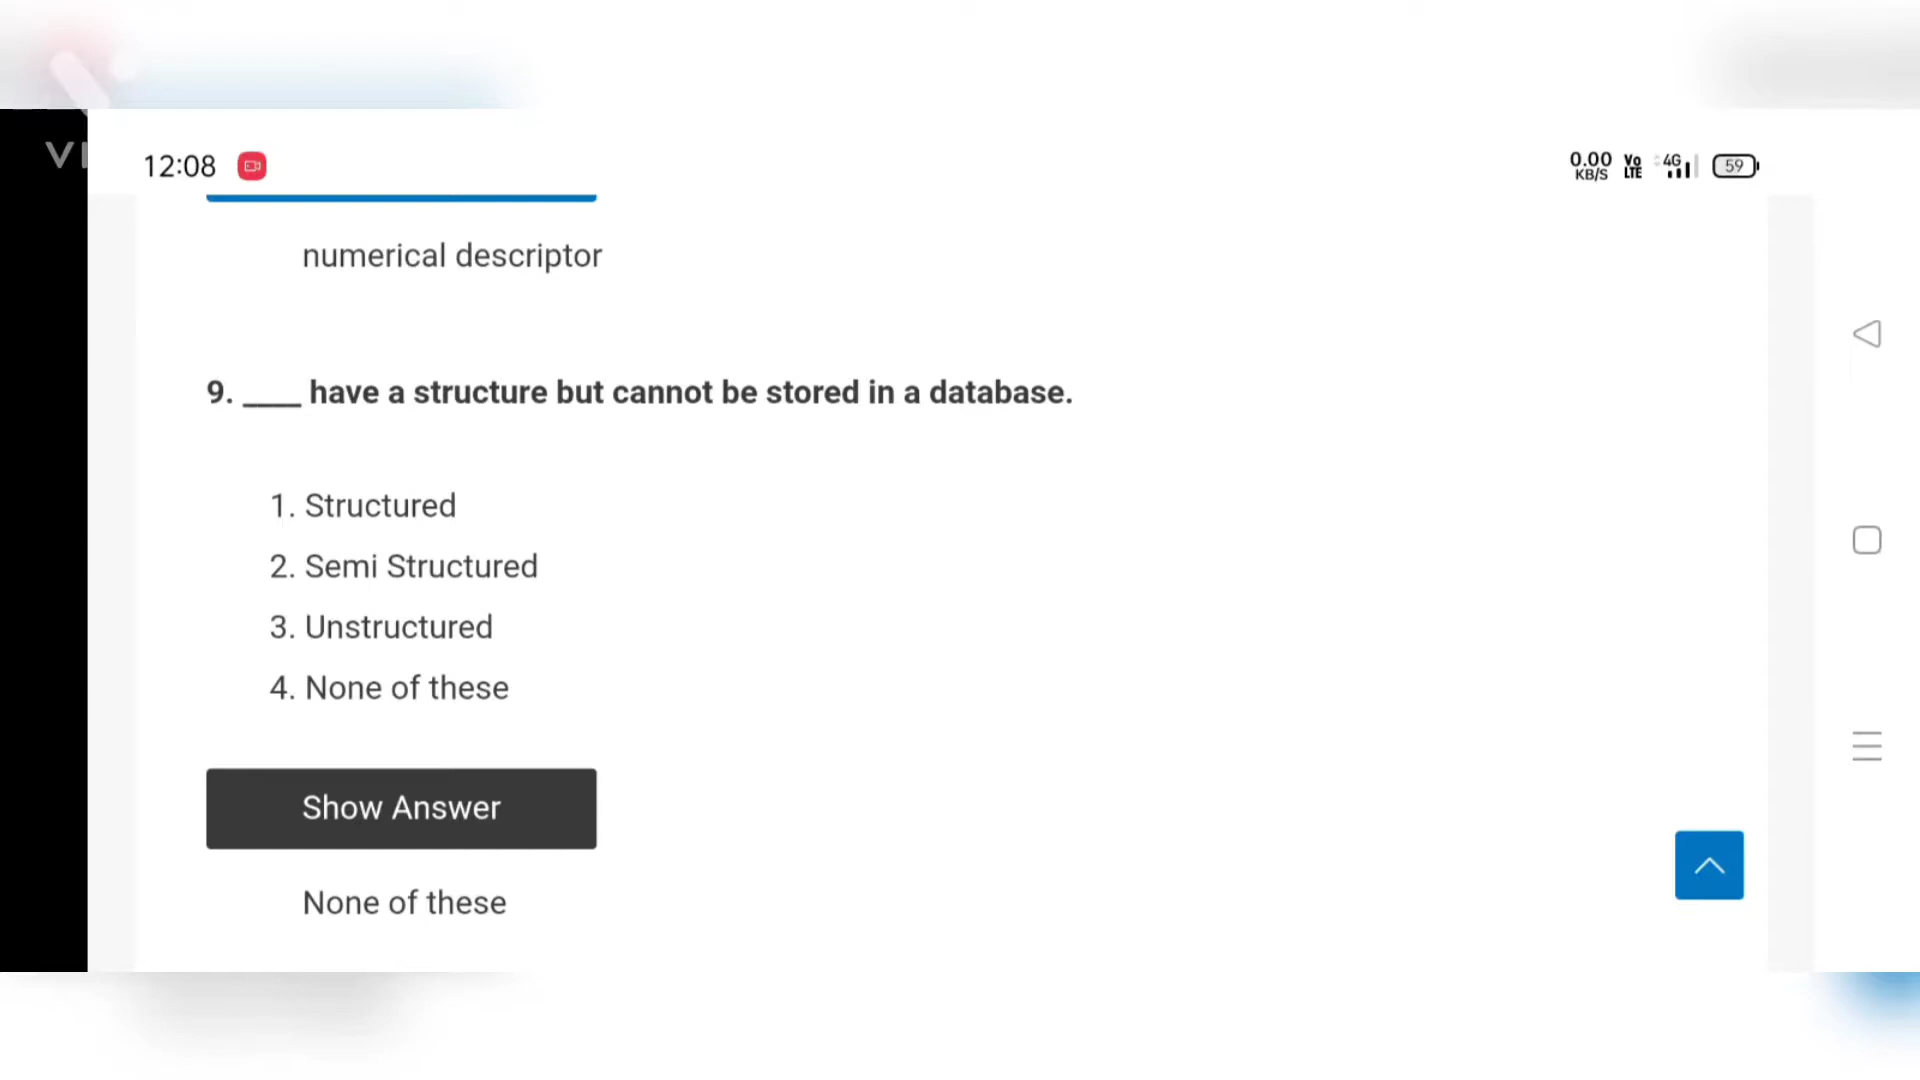 VI
12:08
0.00 KB/S Vo LTE 4G 59
numerical descriptor
9. ____ have a structure but cannot be stored in a database.
1. Structured
2. Semi Structured
3. Unstructured
4. None of these
Show Answer
None of these